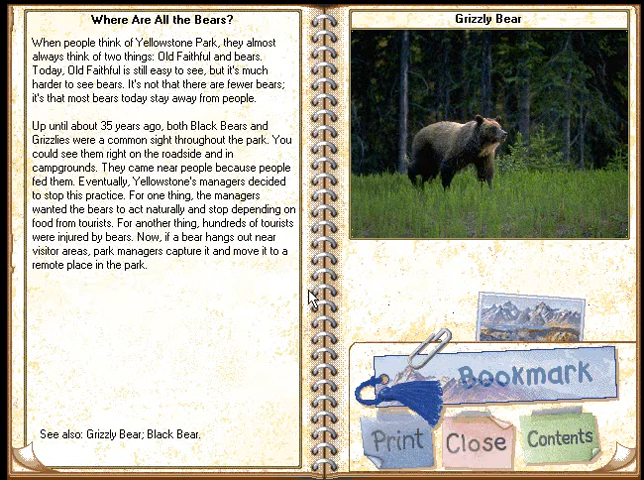 Where Are All the Bears?
When people think of Yellowstone Park, they almost
always think of two things: Old Faithful and bears.
Today, Old Faithful is still easy to see, but it's much
harder to see bears. It's not that there are fewer bears;
it's that most bears today stay away from people.
Up until about 35 years ago, both Black Bears and
Grizzlies were a common sight throughout the park. You
could see them right on the roadside and in
campgrounds. They came near people because people
fed them. Eventually, Yellowstone's managers decided
to stop this practice. For one thing, the managers
wanted the bears to act naturally and stop depending on
food from tourists. For another thing, hundreds of tourists
were injured by bears. Now, if a bear hangs out near
visitor areas, park managers capture it and move it to a
remote place in the park.
See also: Grizzly Bear; Black Bear.
Grizzly Bear
Bookmark
Print
Close
Contents